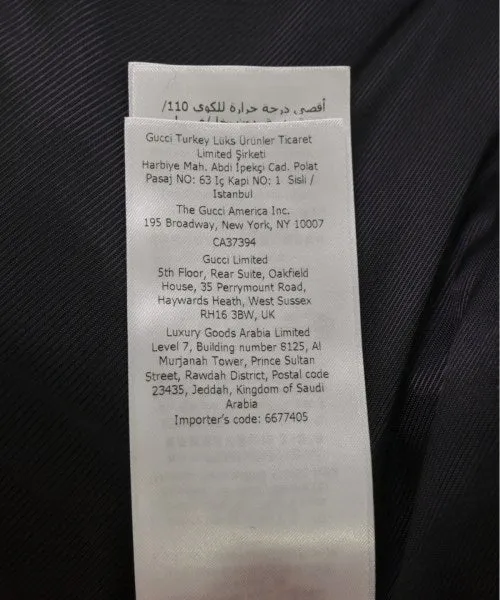 أقصى درجة حرارة للكوي 110/
Gucci Turkey Lüks Ürünler Ticaret
Limited Şirketi
Harbiye Mah. Abdi İpekçi Cad. Polat
Pasaj NO: 63 İç Kapı NO: 1 Sisli /
Istanbul
The Gucci America Inc.
195 Broadway, New York, NY 10007
CA37394
Gucci Limited
5th Floor, Rear Suite, Oakfield
House, 35 Perrymount Road,
Haywards Heath, West Sussex
RH16 3BW, UK
Luxury Goods Arabia Limited
Level 7, Building number 8125, Al
Murjanah Tower, Prince Sultan
Street, Rawdah District, Postal code
23435, Jeddah, Kingdom of Saudi
Arabia
Importer's code: 6677405